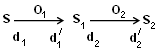 S O₁ S₁ O₂ S₂
d₁ d₁′ d₂ d₂′